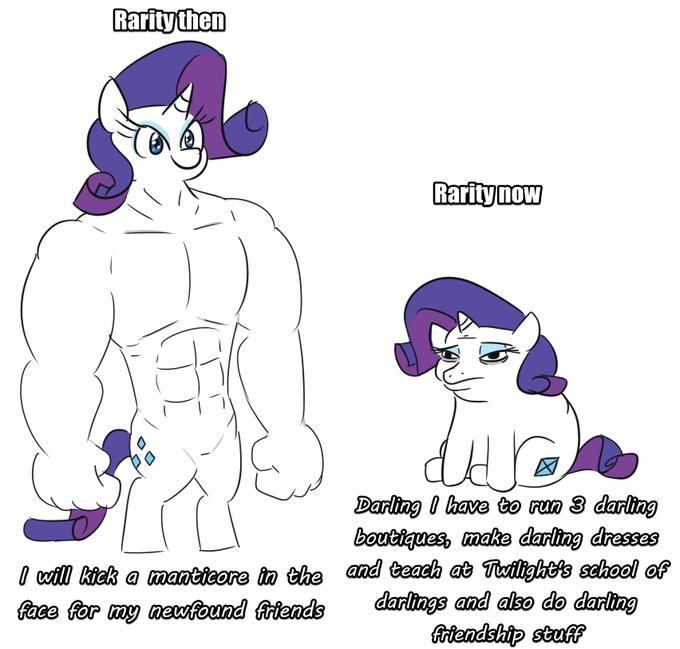 Rarity then
I will kick a manticore in the
face for my newfound friends
Rarity now
Darling I have to run 3 darling
boutiques, make darling dresses
and teach at Twilight's school of
darlings and also do darling
friendship stuff